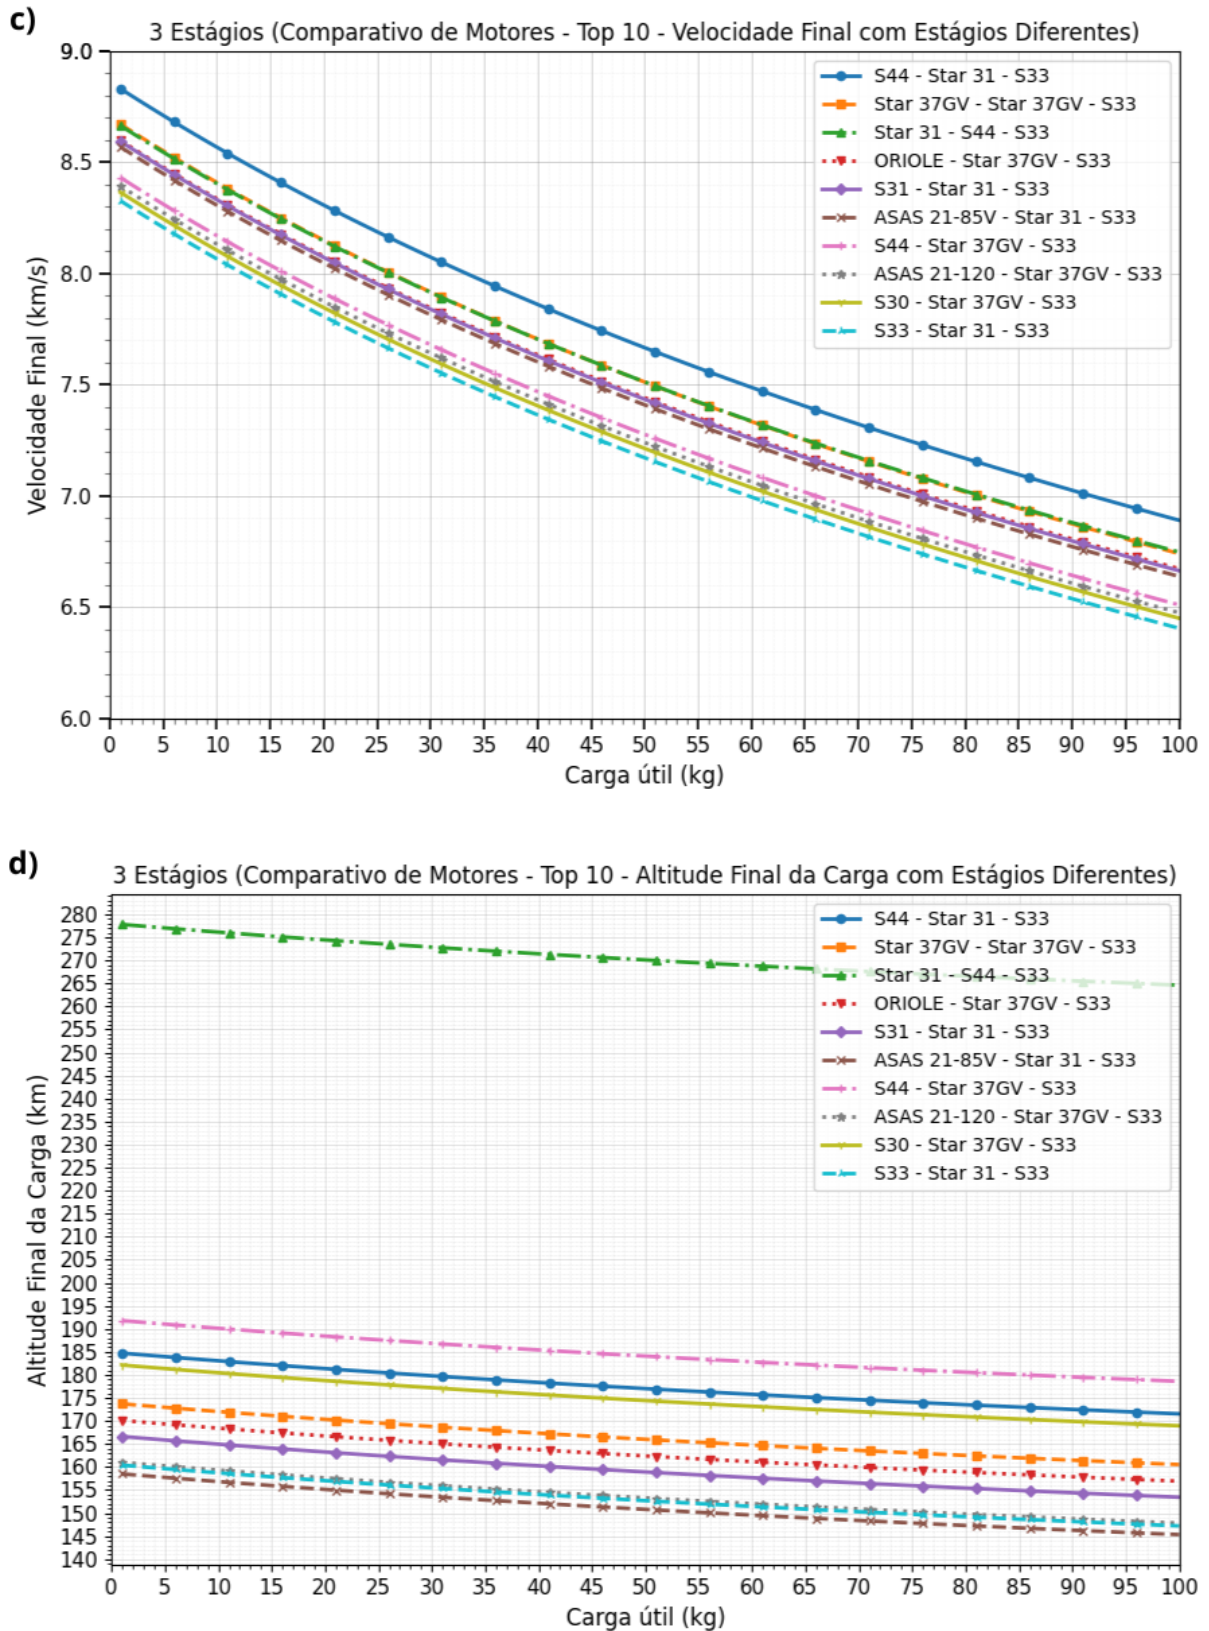 c)
3 Estágios (Comparativo de Motores - Top 10 - Velocidade Final com Estágios Diferentes)
9.0
8.5
8.0
7.5
7.0
6.5
6.0
Velocidade Final (km/s)
S44 - Star 31 - S33
Star 37GV - Star 37GV - S33
Star 31 - S44 - S33
ORIOLE - Star 37GV - S33
S31 - Star 31 - S33
ASAS 21-85V - Star 31 - S33
S44 - Star 37GV - S33
ASAS 21-120 - Star 37GV - S33
S30 - Star 37GV - S33
S33 - Star 31 - S33
0 5 10 15 20 25 30 35 40 45 50 55 60 65 70 75 80 85 90 95 100
Carga útil (kg)
d)
3 Estágios (Comparativo de Motores - Top 10 - Altitude Final da Carga com Estágios Diferentes)
280
275
270
265
260
255
250
245
240
235
230
225
220
215
210
205
200
195
190
185
180
175
170
165
160
155
150
145
140
Altitude Final da Carga (km)
S44 - Star 31 - S33
Star 37GV - Star 37GV - S33
Star 31 - S44 - S33
ORIOLE - Star 37GV - S33
S31 - Star 31 - S33
ASAS 21-85V - Star 31 - S33
S44 - Star 37GV - S33
ASAS 21-120 - Star 37GV - S33
S30 - Star 37GV - S33
S33 - Star 31 - S33
0 5 10 15 20 25 30 35 40 45 50 55 60 65 70 75 80 85 90 95 100
Carga útil (kg)